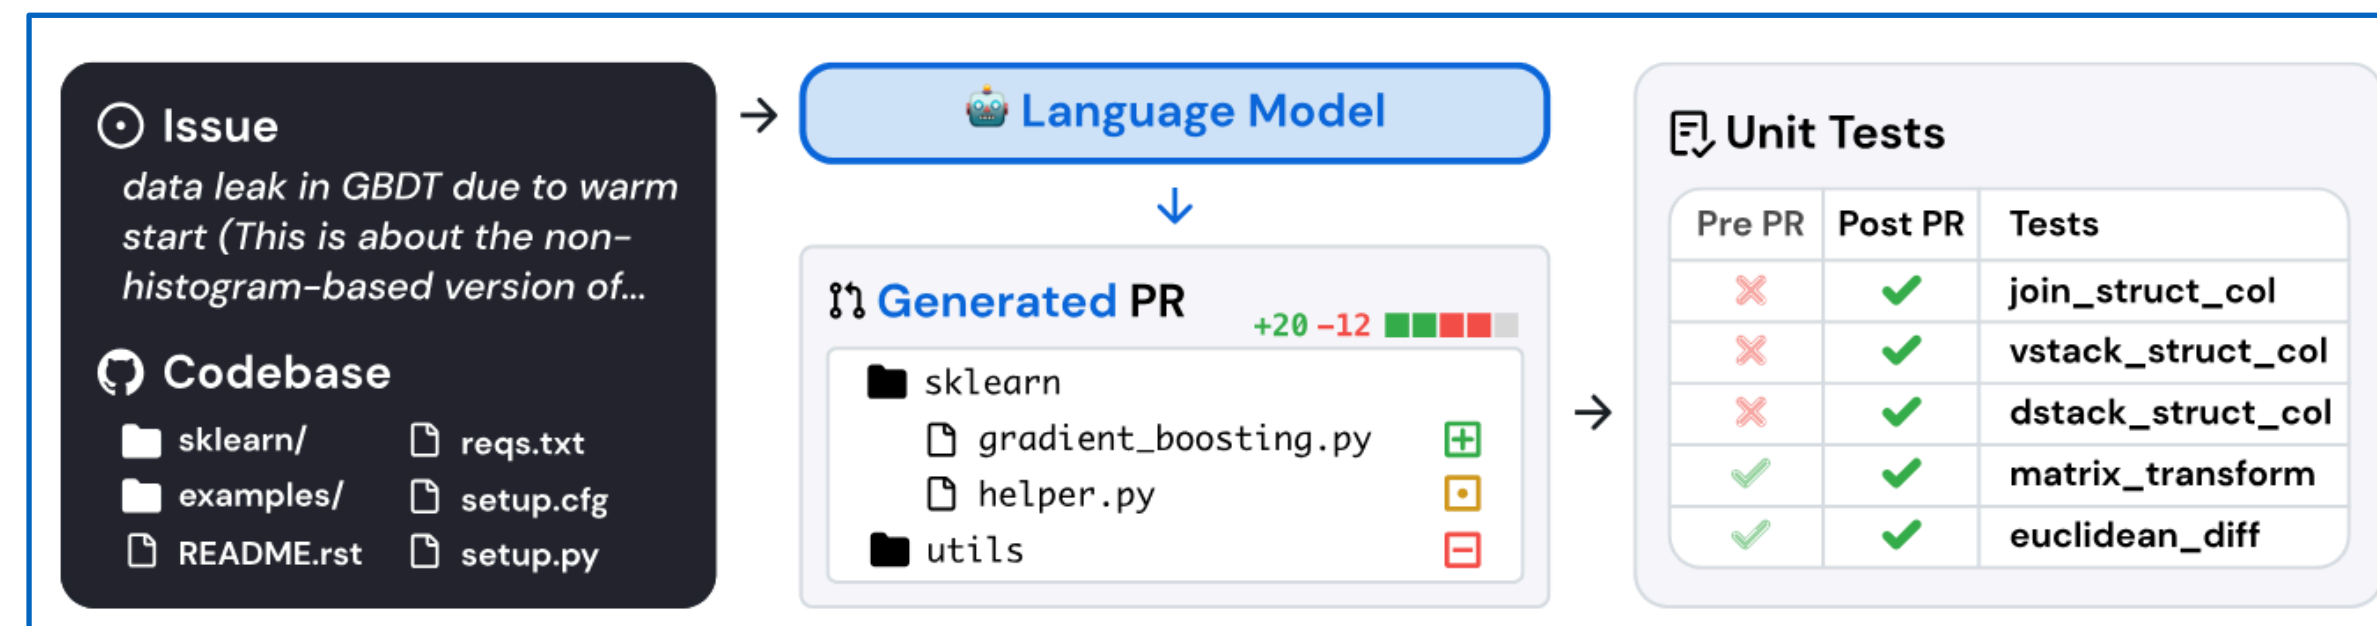 Issue
data leak in GBDT due to warm
start (This is about the non-
histogram-based version of...
Codebase
sklearn/
examples/
README.rst
reqs.txt
setup.cfg
setup.py
Language Model
Generated PR
+20 -12
sklearn
gradient_boosting.py
helper.py
utils
Unit Tests
Pre PR Post PR Tests
join_struct_col
vstack_struct_col
dstack_struct_col
matrix_transform
euclidean_diff